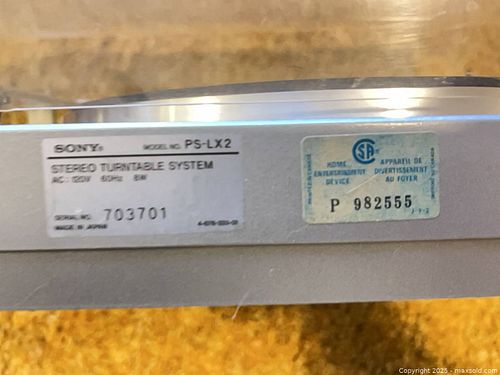 SONY® MODEL NO. PS-LX2
STEREO TURNTABLE SYSTEM
AC: 120V 60Hz 8W
SERIAL NO. 703701
MADE IN JAPAN
CSA
HOME ENTERTAINMENT DEVICE
APPAREIL DE DIVERTISSEMENT AU FOYER
P 982555
Copyright 2025 - maxsold.com